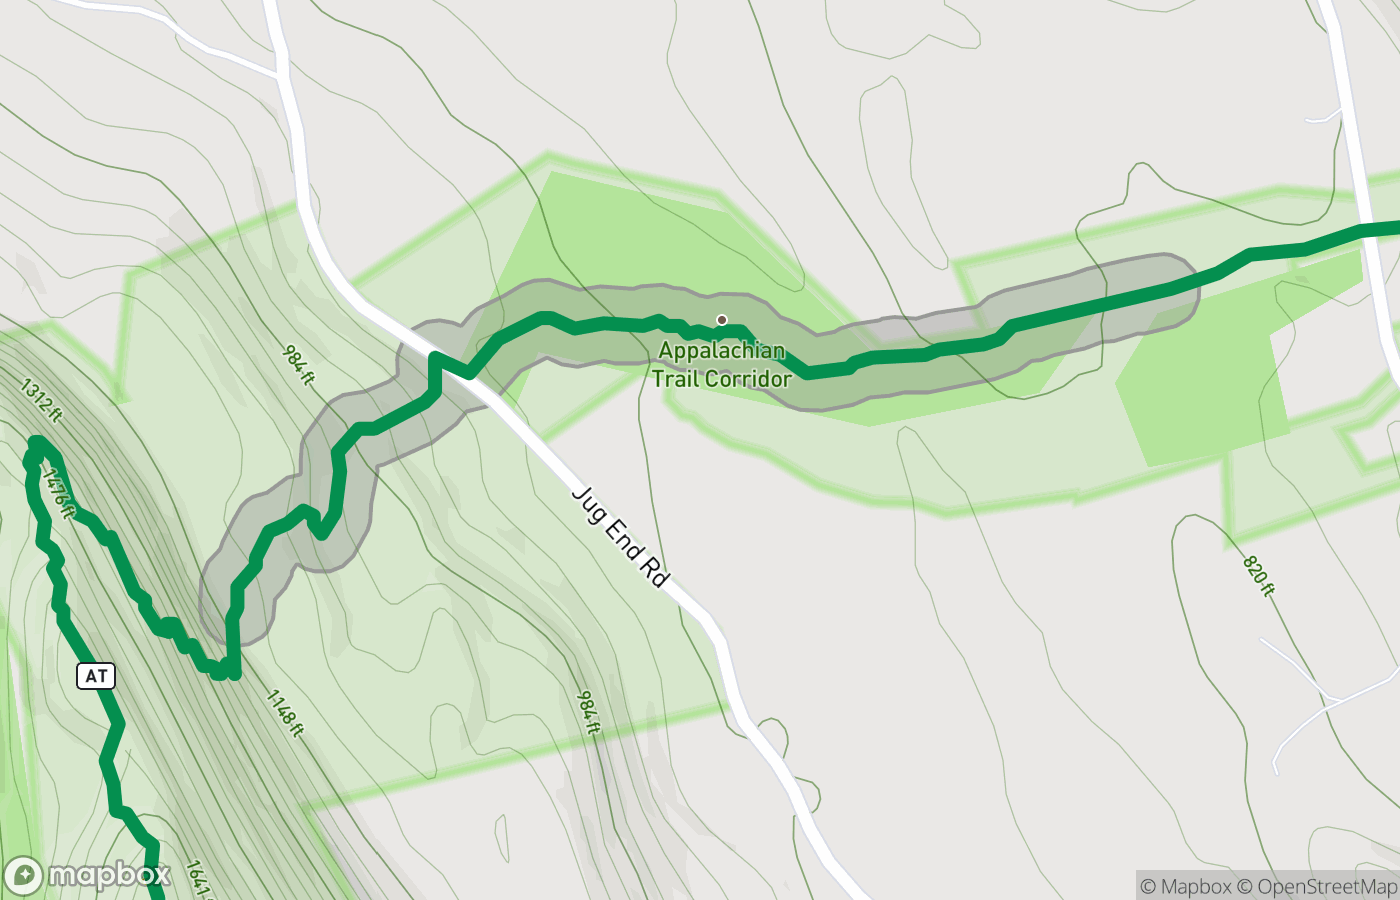 984 ft
1312 ft
Appalachian
Trail Corridor
1476 ft
Jug End Rd
820 ft
AT
1148 ft
984 ft
1641
mapbox
© Mapbox © OpenStreetMap